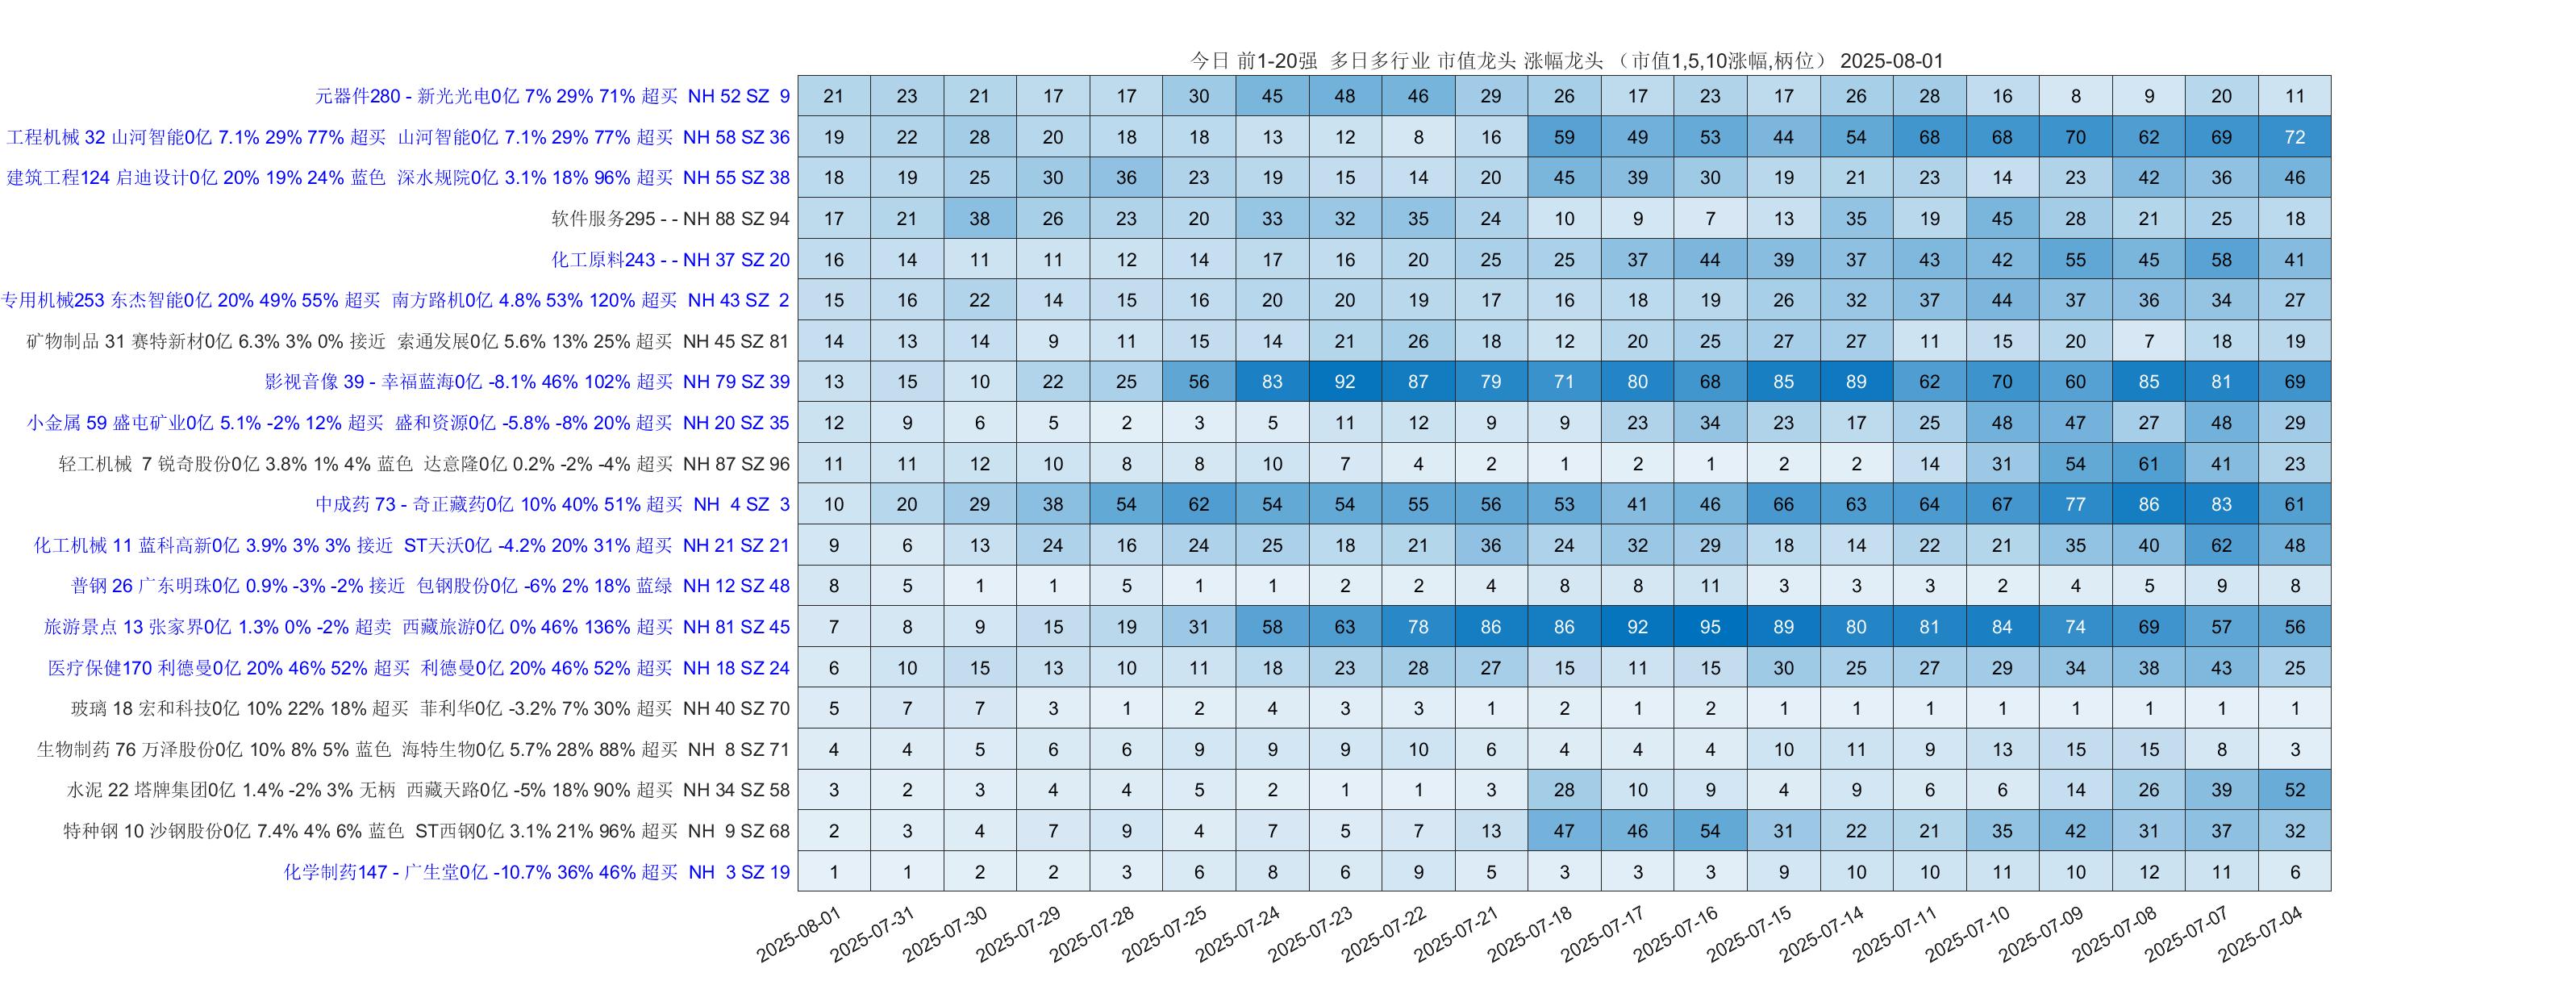 今日 前1-20强 多日多行业 市值龙头 涨幅龙头 （市值1,5,10涨幅,柄位） 2025-08-01
元器件280 - 新光光电0亿 7% 29% 71% 超买 NH 52 SZ 9 21 23 21 17 17 30 45 48 46 29 26 17 23 17 26 28 16 8 9 20 11
工程机械 32 山河智能0亿 7.1% 29% 77% 超买 山河智能0亿 7.1% 29% 77% 超买 NH 58 SZ 36 19 22 28 20 18 18 13 12 8 16 59 49 53 44 54 68 68 70 62 69 72
建筑工程124 启迪设计0亿 20% 19% 24% 蓝色 深水规院0亿 3.1% 18% 96% 超买 NH 55 SZ 38 18 19 25 30 36 23 19 15 14 20 45 39 30 19 21 23 14 23 42 36 46
软件服务295 - - NH 88 SZ 94 17 21 38 26 23 20 33 32 35 24 10 9 7 13 35 19 45 28 21 25 18
化工原料243 - - NH 37 SZ 20 16 14 11 11 12 14 17 16 20 25 25 37 44 39 37 43 42 55 45 58 41
专用机械253 东杰智能0亿 20% 49% 55% 超买 南方路机0亿 4.8% 53% 120% 超买 NH 43 SZ 2 15 16 22 14 15 16 20 20 19 17 16 18 19 26 32 37 44 37 36 34 27
矿物制品 31 赛特新材0亿 6.3% 3% 0% 接近 索通发展0亿 5.6% 13% 25% 超买 NH 45 SZ 81 14 13 14 9 11 15 14 21 26 18 12 20 25 27 27 11 15 20 7 18 19
影视音像 39 - 幸福蓝海0亿 -8.1% 46% 102% 超买 NH 79 SZ 39 13 15 10 22 25 56 83 92 87 79 71 80 68 85 89 62 70 60 85 81 69
小金属 59 盛屯矿业0亿 5.1% -2% 12% 超买 盛和资源0亿 -5.8% -8% 20% 超买 NH 20 SZ 35 12 9 6 5 2 3 5 11 12 9 9 23 34 23 17 25 48 47 27 48 29
轻工机械 7 锐奇股份0亿 3.8% 1% 4% 蓝色 达意隆0亿 0.2% -2% -4% 超买 NH 87 SZ 96 11 11 12 10 8 8 10 7 4 2 1 2 1 2 2 14 31 54 61 41 23
中成药 73 - 奇正藏药0亿 10% 40% 51% 超买 NH 4 SZ 3 10 20 29 38 54 62 54 54 55 56 53 41 46 66 63 64 67 77 86 83 61
化工机械 11 蓝科高新0亿 3.9% 3% 3% 接近 ST天沃0亿 -4.2% 20% 31% 超买 NH 21 SZ 21 9 6 13 24 16 24 25 18 21 36 24 32 29 18 14 22 21 35 40 62 48
普钢 26 广东明珠0亿 0.9% -3% -2% 接近 包钢股份0亿 -6% 2% 18% 蓝绿 NH 12 SZ 48 8 5 1 1 5 1 1 2 2 4 8 8 11 3 3 3 2 4 5 9 8
旅游景点 13 张家界0亿 1.3% 0% -2% 超卖 西藏旅游0亿 0% 46% 136% 超买 NH 81 SZ 45 7 8 9 15 19 31 58 63 78 86 86 92 95 89 80 81 84 74 69 57 56
医疗保健170 利德曼0亿 20% 46% 52% 超买 利德曼0亿 20% 46% 52% 超买 NH 18 SZ 24 6 10 15 13 10 11 18 23 28 27 15 11 15 30 25 27 29 34 38 43 25
玻璃 18 宏和科技0亿 10% 22% 18% 超买 菲利华0亿 -3.2% 7% 30% 超买 NH 40 SZ 70 5 7 7 3 1 2 4 3 3 1 2 1 2 1 1 1 1 1 1 1 1
生物制药 76 万泽股份0亿 10% 8% 5% 蓝色 海特生物0亿 5.7% 28% 88% 超买 NH 8 SZ 71 4 4 5 6 6 9 9 9 10 6 4 4 4 10 11 9 13 15 15 8 3
水泥 22 塔牌集团0亿 1.4% -2% 3% 无柄 西藏天路0亿 -5% 18% 90% 超买 NH 34 SZ 58 3 2 3 4 4 5 2 1 1 3 28 10 9 4 9 6 6 14 26 39 52
特种钢 10 沙钢股份0亿 7.4% 4% 6% 蓝色 ST西钢0亿 3.1% 21% 96% 超买 NH 9 SZ 68 2 3 4 7 9 4 7 5 7 13 47 46 54 31 22 21 35 42 31 37 32
化学制药147 - 广生堂0亿 -10.7% 36% 46% 超买 NH 3 SZ 19 1 1 2 2 3 6 8 6 9 5 3 3 3 9 10 10 11 10 12 11 6
2025-08-01 2025-07-31 2025-07-30 2025-07-29 2025-07-28 2025-07-25 2025-07-24 2025-07-23 2025-07-22 2025-07-21 2025-07-18 2025-07-17 2025-07-16 2025-07-15 2025-07-14 2025-07-11 2025-07-10 2025-07-09 2025-07-08 2025-07-07 2025-07-04